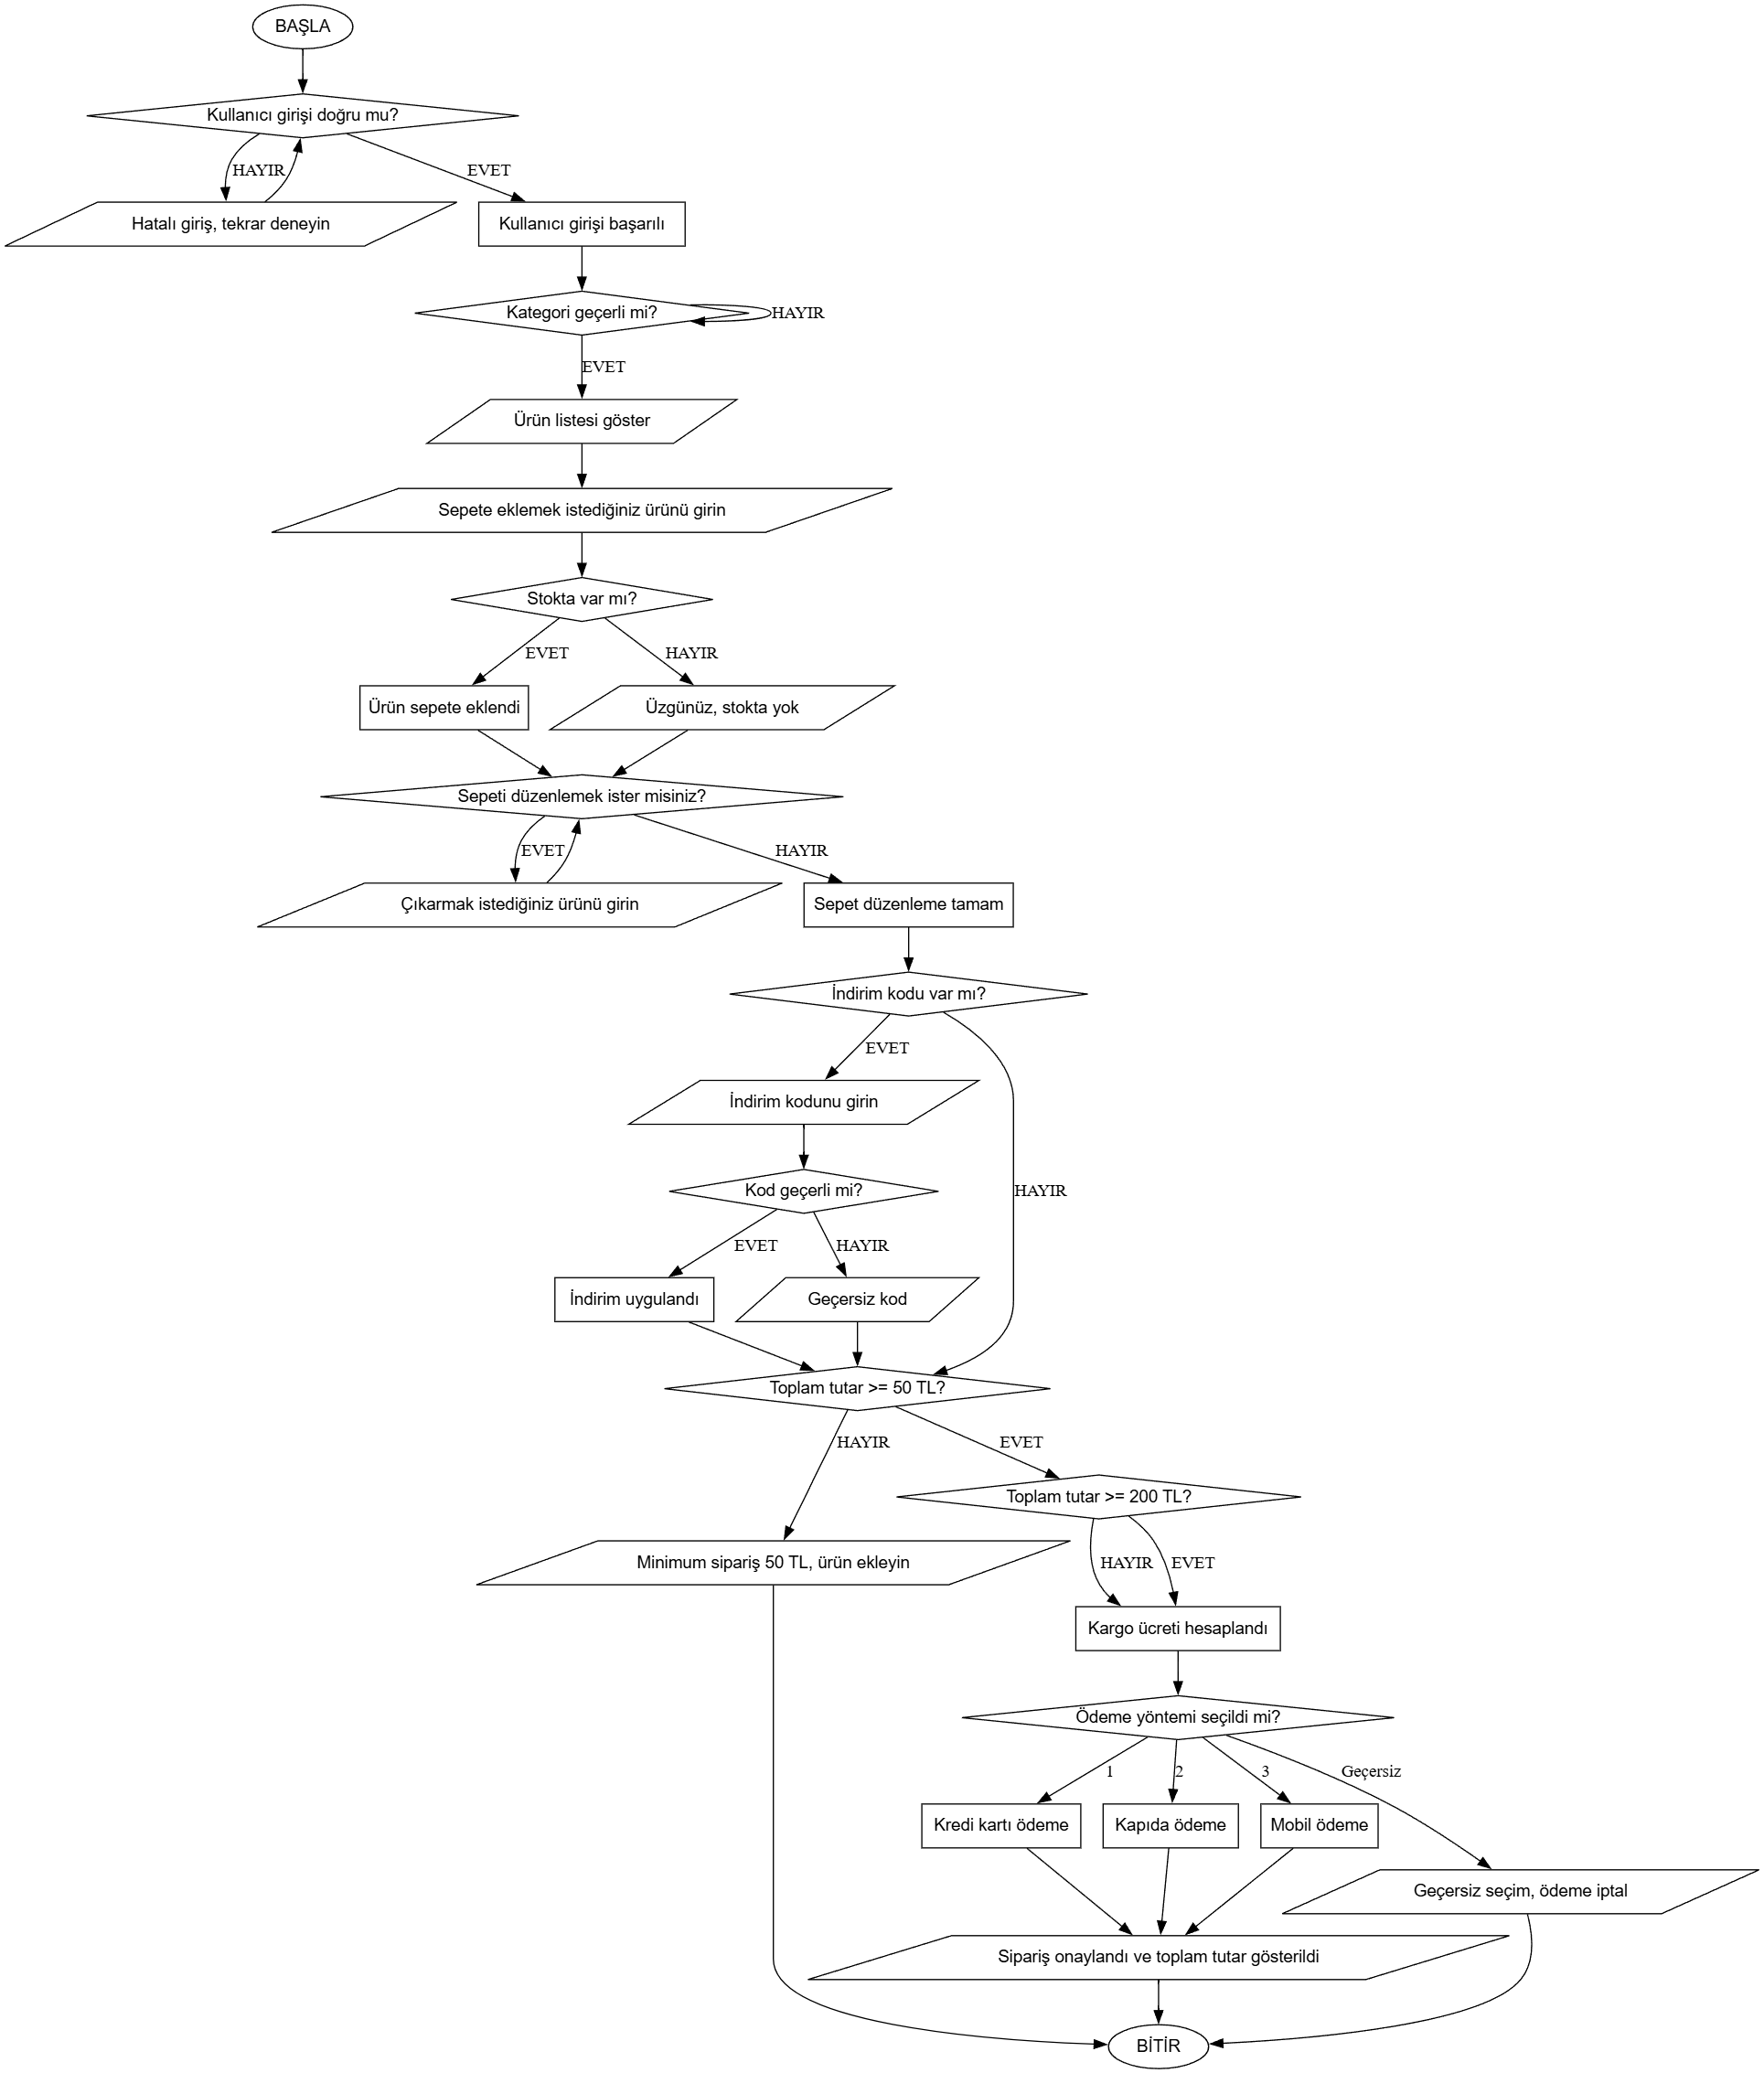 BAŞLA
Kullanıcı girişi doğru mu?
HAYIR
EVET
Hatalı giriş, tekrar deneyin
Kullanıcı girişi başarılı
Kategori geçerli mi?
HAYIR
EVET
Ürün listesi göster
Sepete eklemek istediğiniz ürünü girin
Stokta var mı?
EVET
HAYIR
Ürün sepete eklendi
Üzgünüz, stokta yok
Sepeti düzenlemek ister misiniz?
EVET
HAYIR
Çıkarmak istediğiniz ürünü girin
Sepet düzenleme tamam
İndirim kodu var mı?
EVET
İndirim kodunu girin
Kod geçerli mi?
HAYIR
EVET
HAYIR
İndirim uygulandı
Geçersiz kod
Toplam tutar >= 50 TL?
HAYIR
EVET
Toplam tutar >= 200 TL?
Minimum sipariş 50 TL, ürün ekleyin
HAYIR
EVET
Kargo ücreti hesaplandı
Ödeme yöntemi seçildi mi?
1
2
3
Geçersiz
Kredi kartı ödeme
Kapıda ödeme
Mobil ödeme
Geçersiz seçim, ödeme iptal
Sipariş onaylandı ve toplam tutar gösterildi
BİTİR